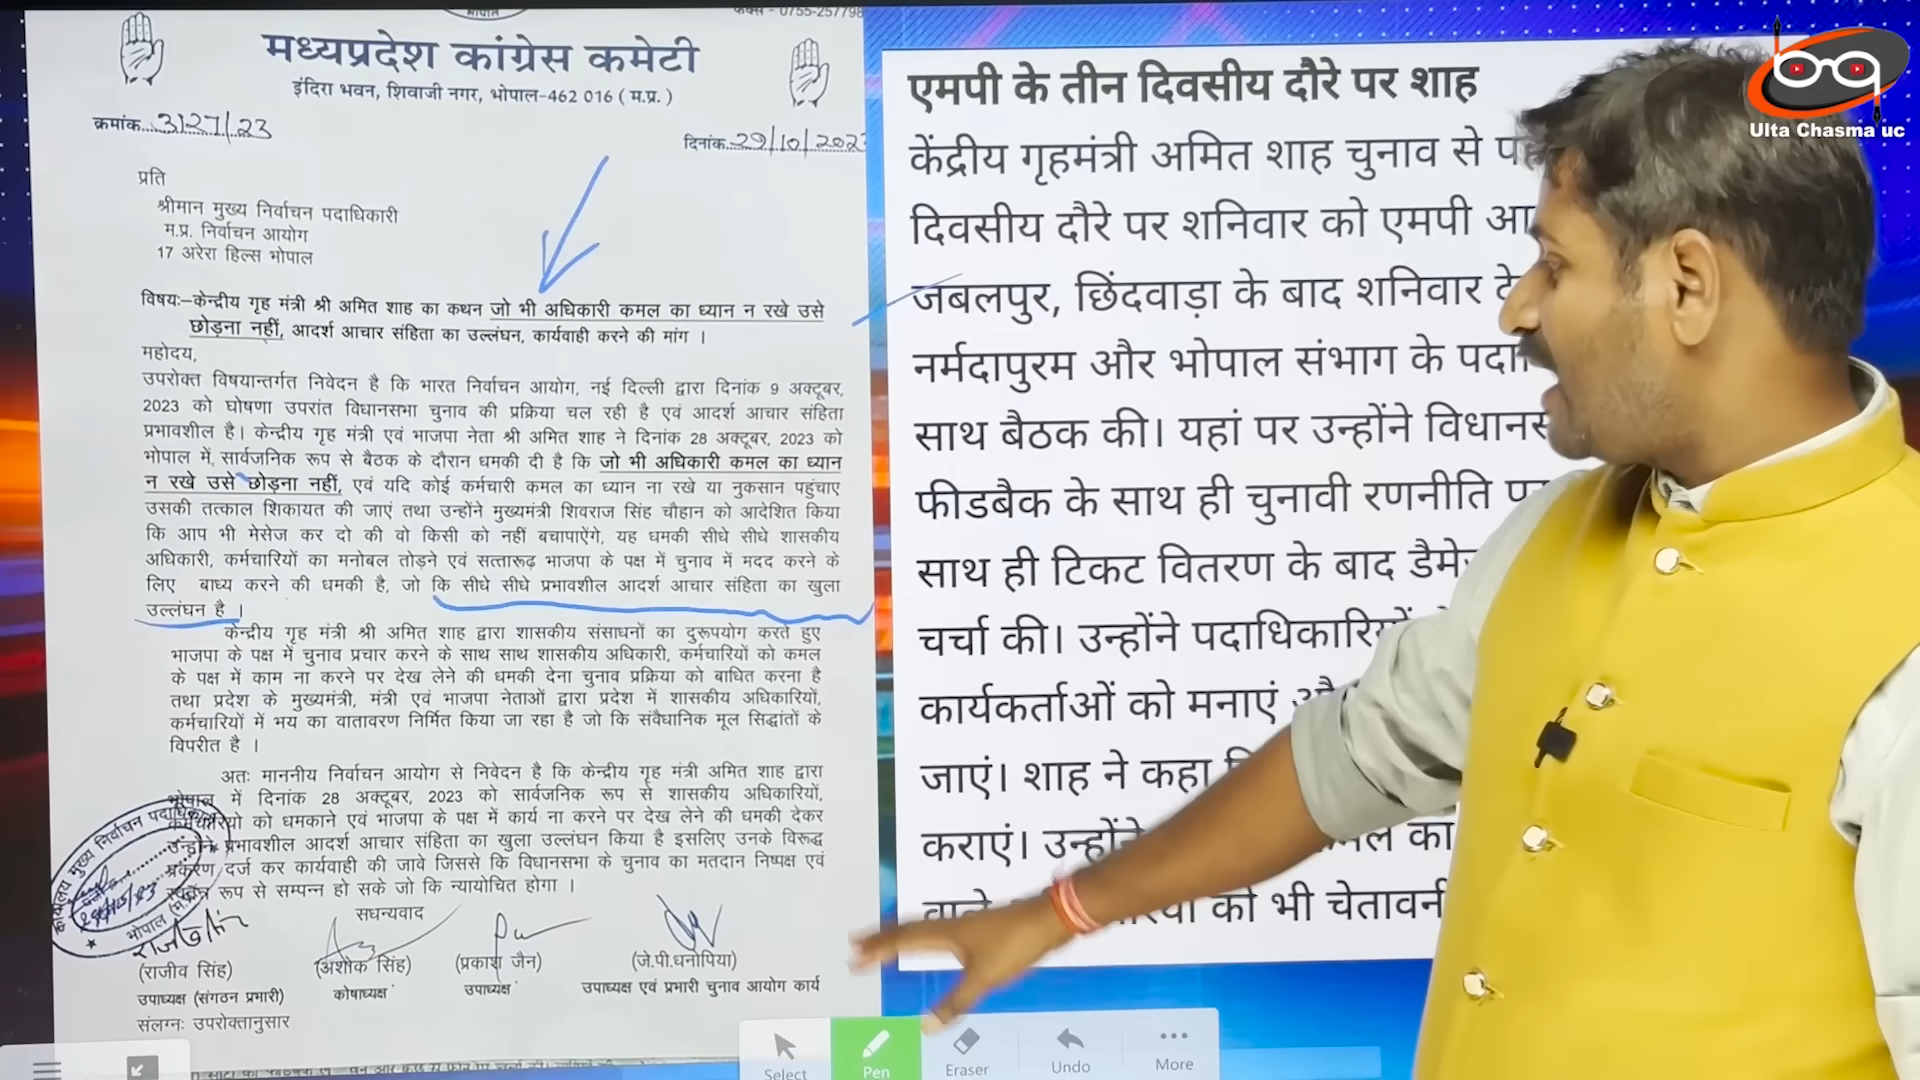 भोपाल
फैक्स - 0755-257798
मध्यप्रदेश कांग्रेस कमेटी
इंदिरा भवन, शिवाजी नगर, भोपाल-462 016 ( म.प्र. )
क्रमांक....3127/23
दिनांक..29/10/2023
प्रति
श्रीमान मुख्य निर्वाचन पदाधिकारी
म.प्र. निर्वाचन आयोग
17 अरेरा हिल्स भोपाल
विषयः–केन्द्रीय गृह मंत्री श्री अमित शाह का कथन जो भी अधिकारी कमल का ध्यान न रखे उसे
छोड़ना नहीं, आदर्श आचार संहिता का उल्लंघन, कार्यवाही करने की मांग ।
महोदय,
उपरोक्त विषयान्तर्गत निवेदन है कि भारत निर्वाचन आयोग, नई दिल्ली द्वारा दिनांक 9 अक्टूबर,
2023 को घोषणा उपरांत विधानसभा चुनाव की प्रक्रिया चल रही है एवं आदर्श आचार संहिता
प्रभावशील है। केन्द्रीय गृह मंत्री एवं भाजपा नेता श्री अमित शाह ने दिनांक 28 अक्टूबर, 2023 को
भोपाल में, सार्वजनिक रूप से बैठक के दौरान धमकी दी है कि जो भी अधिकारी कमल का ध्यान
न रखे उसे छोड़ना नहीं, एवं यदि कोई कर्मचारी कमल का ध्यान ना रखे या नुकसान पहुंचाए
उसकी तत्काल शिकायत की जाएं तथा उन्होंने मुख्यमंत्री शिवराज सिंह चौहान को आदेशित किया
कि आप भी मेसेज कर दो की वो किसी को नहीं बचापाऐंगे, यह धमकी सीधे सीधे शासकीय
अधिकारी, कर्मचारियों का मनोबल तोड़ने एवं सत्तारूढ़ भाजपा के पक्ष में चुनाव में मदद करने के
लिए बाध्य करने की धमकी है, जो कि सीधे सीधे प्रभावशील आदर्श आचार संहिता का खुला
उल्लंघन है ।
केन्द्रीय गृह मंत्री श्री अमित शाह द्वारा शासकीय संसाधनों का दुरूपयोग करते हुए
भाजपा के पक्ष में चुनाव प्रचार करने के साथ साथ शासकीय अधिकारी, कर्मचारियों को कमल
के पक्ष में काम ना करने पर देख लेने की धमकी देना चुनाव प्रक्रिया को बाधित करना है
तथा प्रदेश के मुख्यमंत्री, मंत्री एवं भाजपा नेताओं द्वारा प्रदेश में शासकीय अधिकारियों,
कर्मचारियों में भय का वातावरण निर्मित किया जा रहा है जो कि संवैधानिक मूल सिद्धांतों के
विपरीत है ।
अतः माननीय निर्वाचन आयोग से निवेदन है कि केन्द्रीय गृह मंत्री अमित शाह द्वारा
भोपाल में दिनांक 28 अक्टूबर, 2023 को सार्वजनिक रूप से शासकीय अधिकारियों,
कर्मचारियो को धमकाने एवं भाजपा के पक्ष में कार्य ना करने पर देख लेने की धमकी देकर
उन्होंने प्रभावशील आदर्श आचार संहिता का खुला उल्लंघन किया है इसलिए उनके विरूद्ध
प्रकरण दर्ज कर कार्यवाही की जावे जिससे कि विधानसभा के चुनाव का मतदान निष्पक्ष एवं
स्वतंत्र रूप से सम्पन्न हो सके जो कि न्यायोचित होगा ।
सधन्यवाद
कार्यालय मुख्य निर्वाचन पदाधिकारी
भोपाल (म.प्र.)
(राजीव सिंह)
उपाध्यक्ष (संगठन प्रभारी)
(अशोक सिंह)
कोषाध्यक्ष
(प्रकाश जैन)
उपाध्यक्ष
(जे.पी.धनोपिया)
उपाध्यक्ष एवं प्रभारी चुनाव आयोग कार्य
संलग्नः उपरोक्तानुसार
एमपी के तीन दिवसीय दौरे पर शाह
केंद्रीय गृहमंत्री अमित शाह चुनाव से
दिवसीय दौरे पर शनिवार को एमपी
जबलपुर, छिंदवाड़ा के बाद शनिवार
नर्मदापुरम और भोपाल संभाग के
साथ बैठक की। यहां पर उन्होंने
फीडबैक के साथ ही चुनावी रणनीति
साथ ही टिकट वितरण के बाद
चर्चा की। उन्होंने
कार्यकर्ताओं को मनाएं
जाएं। शाह ने कहा
कराएं। उन्होंने का
को भी चेतावनी
Ulta Chasma uc
Select
Pen
Eraser
Undo
More